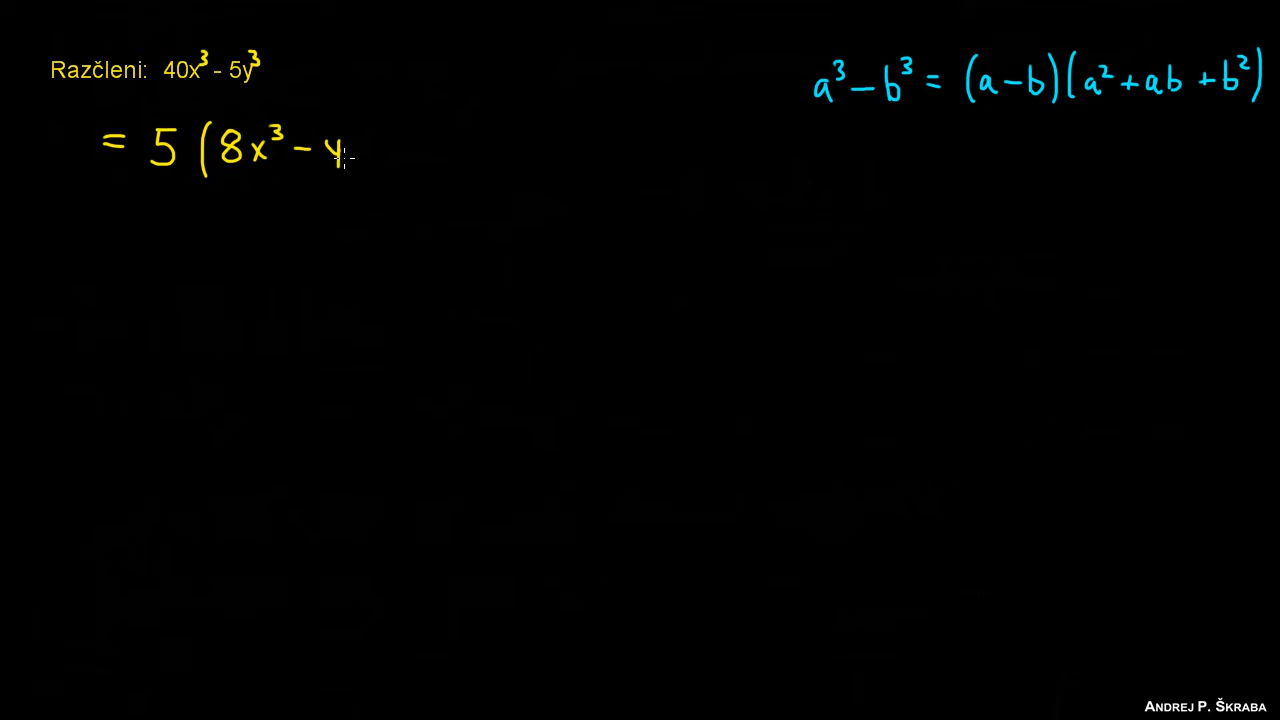 Razčleni: 40x³ - 5y³
a³ - b³ = (a - b)(a² + ab + b²)
= 5 (8x³ - y
ANDREJ P. ŠKRABA